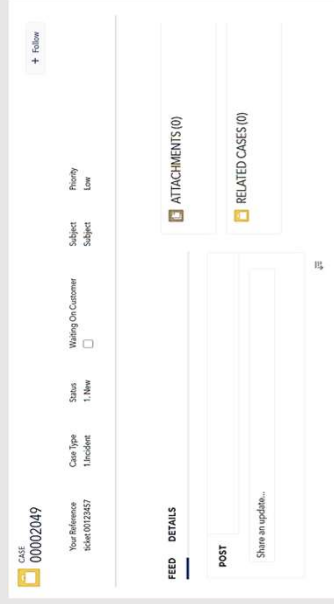 CASE
00002049
+ Follow
Your Reference
ticket 00123457
Case Type
1.Incident
Status
1. New
Waiting On Customer
Subject
Subject
Priority
Low
FEED DETAILS
POST
Share an update...
ATTACHMENTS (0)
RELATED CASES (0)